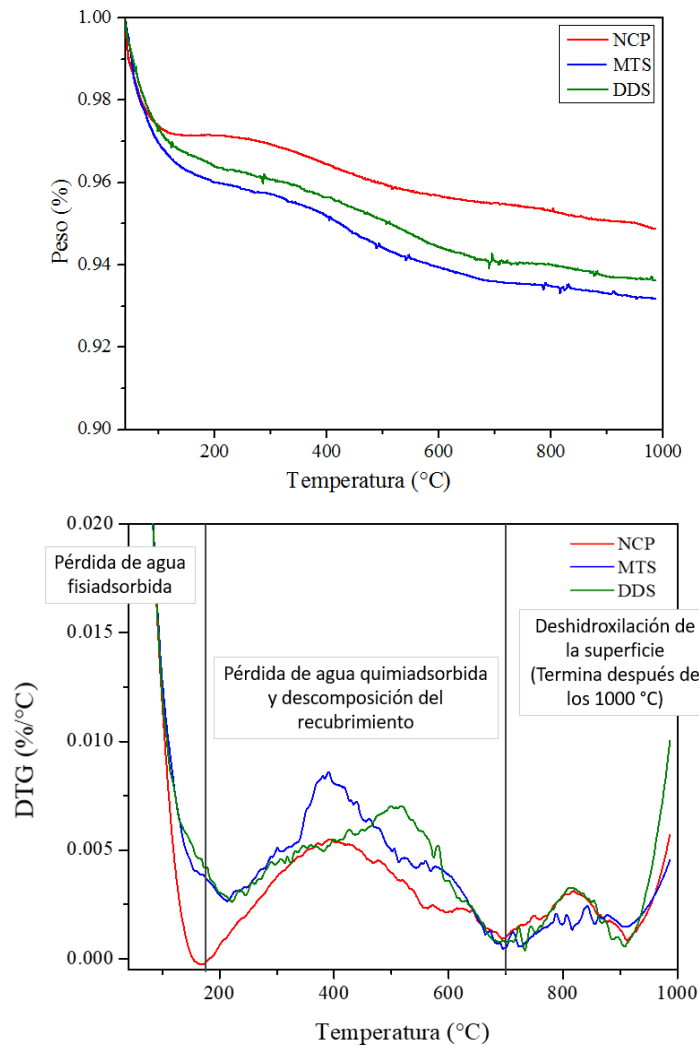 1.00
0.98
0.96
0.94
0.92
0.90
Peso (%)
NCP
MTS
DDS
200
400
600
800
1000
Temperatura (°C)
0.020
0.015
0.010
0.005
0.000
DTG (%/°C)
Pérdida de agua
fisiadsorbida
Pérdida de agua quimiadsorbida
y descomposición del
recubrimiento
NCP
MTS
DDS
Deshidroxilación de
la superficie
(Termina después de
los 1000 °C)
200
400
600
800
1000
Temperatura (°C)